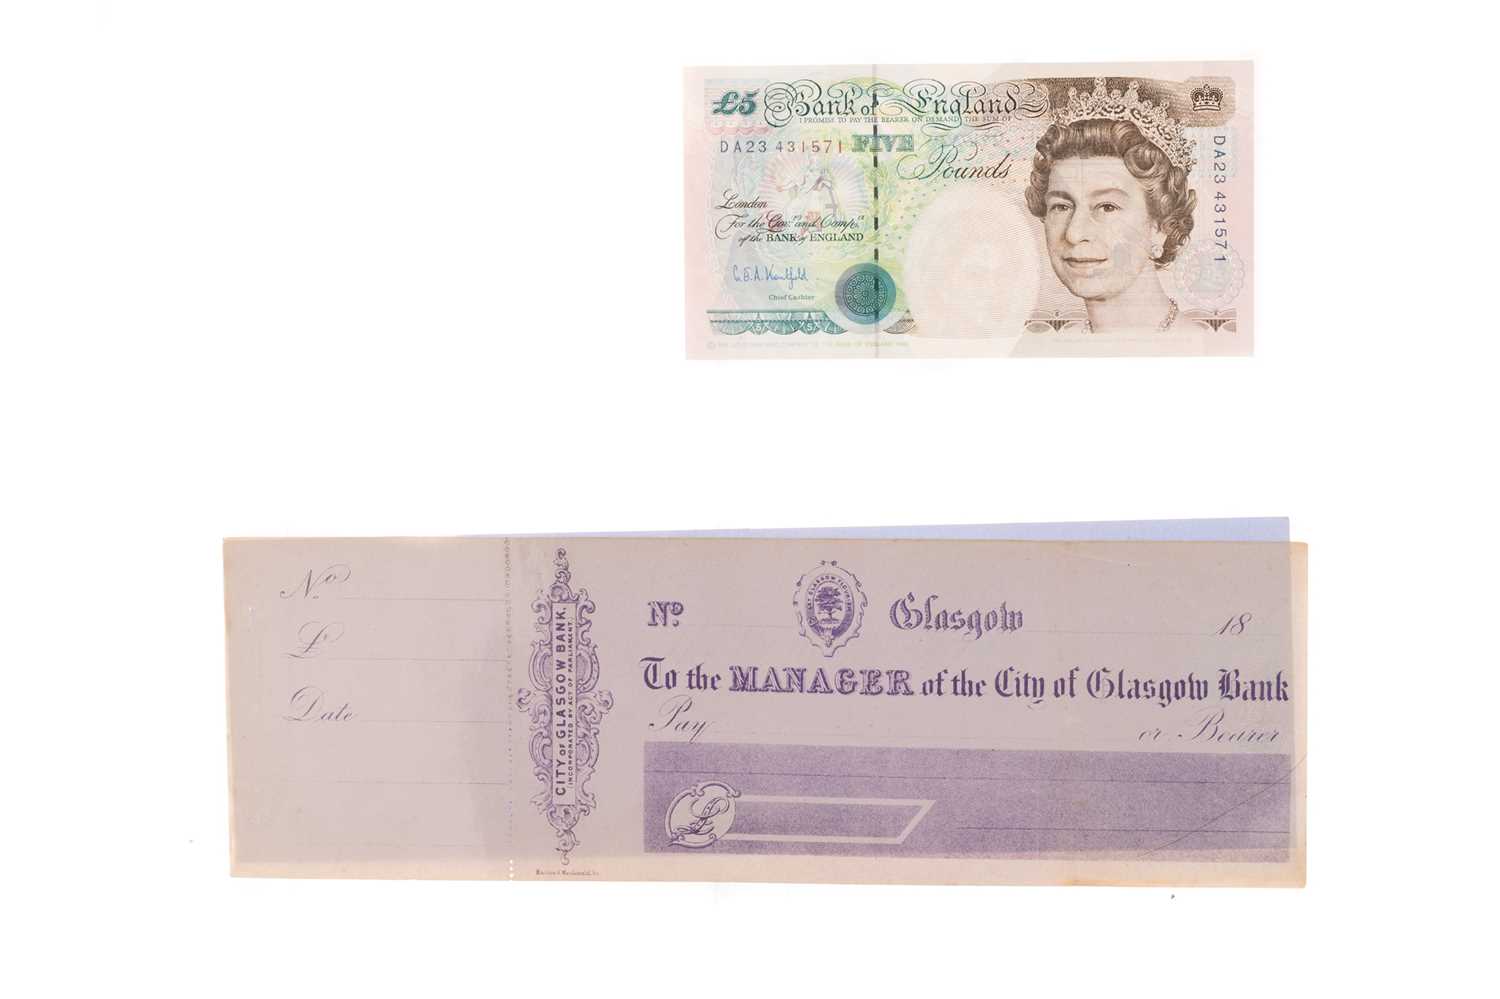 £5 Bank of England
I PROMISE TO PAY THE BEARER ON DEMAND THE SUM OF
DA23 431571 FIVE
Pounds
London
For the Govr. and Compa.
of the BANK of ENGLAND
Chief Cashier
DA23 431571
No.
£
Date
CITY OF GLASGOW BANK.
INCORPORATED BY ACT OF PARLIAMENT.
No. Glasgow 18
To the MANAGER of the City of Glasgow Bank
Pay or Bearer
£